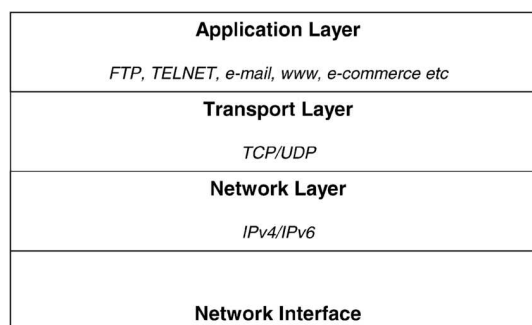 Application Layer
FTP, TELNET, e-mail, www, e-commerce etc
Transport Layer
TCP/UDP
Network Layer
IPv4/IPv6
Network Interface